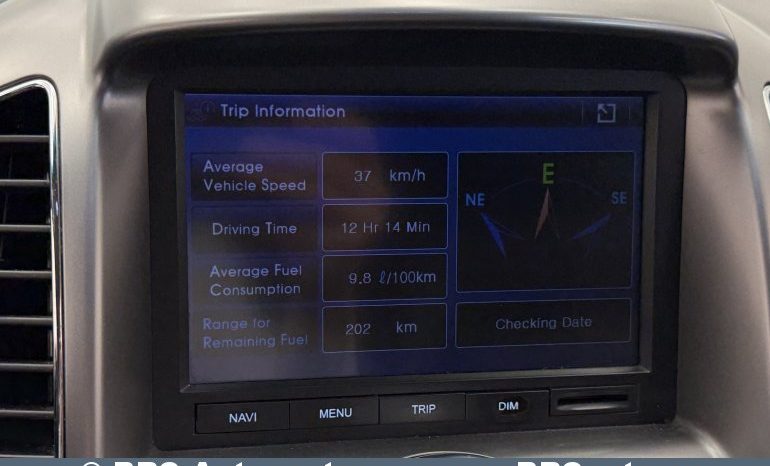 Trip Information
Average
Vehicle Speed
37 km/h
Driving Time
12 Hr 14 Min
Average Fuel
Consumption
9.8 ℓ/100km
Range for
Remaining Fuel
202 km
E
NE
SE
Checking Date
NAVI
MENU
TRIP
DIM